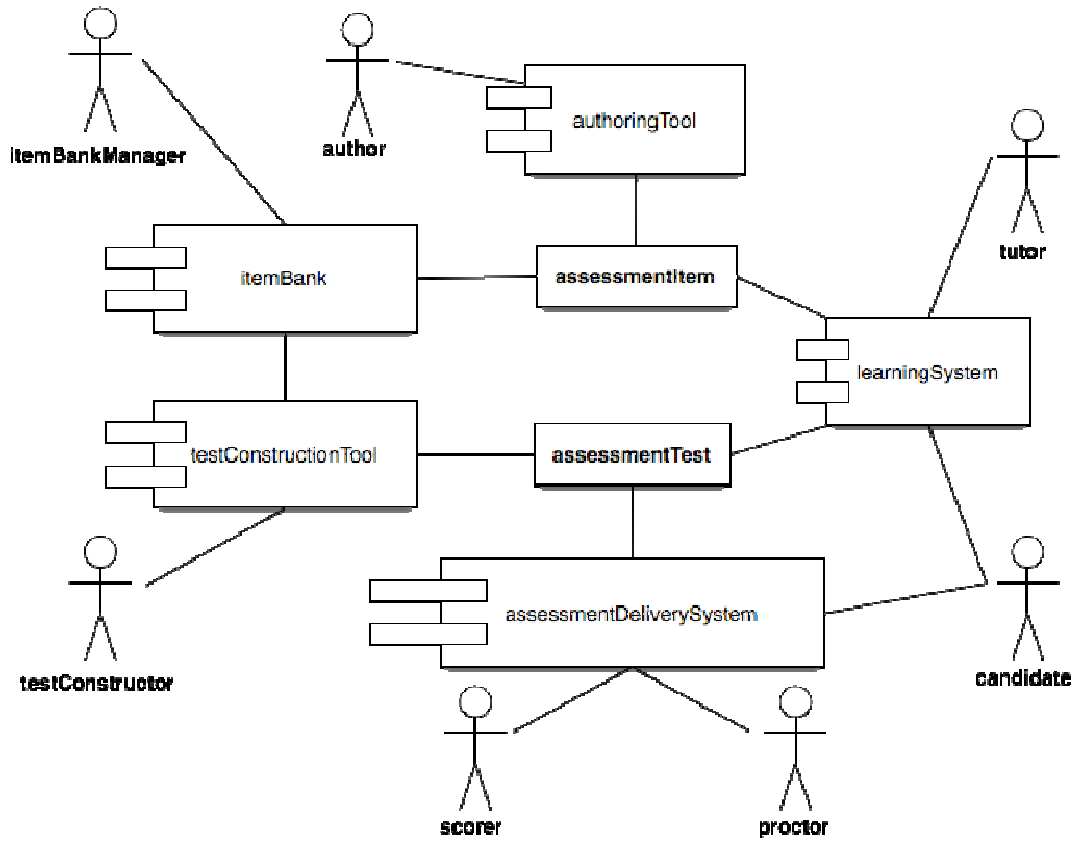 itemBankManager
author
authoringTool
tutor
itemBank
assessmentItem
learningSystem
testConstructionTool
assessmentTest
testConstructor
assessmentDeliverySystem
candidate
scorer
proctor